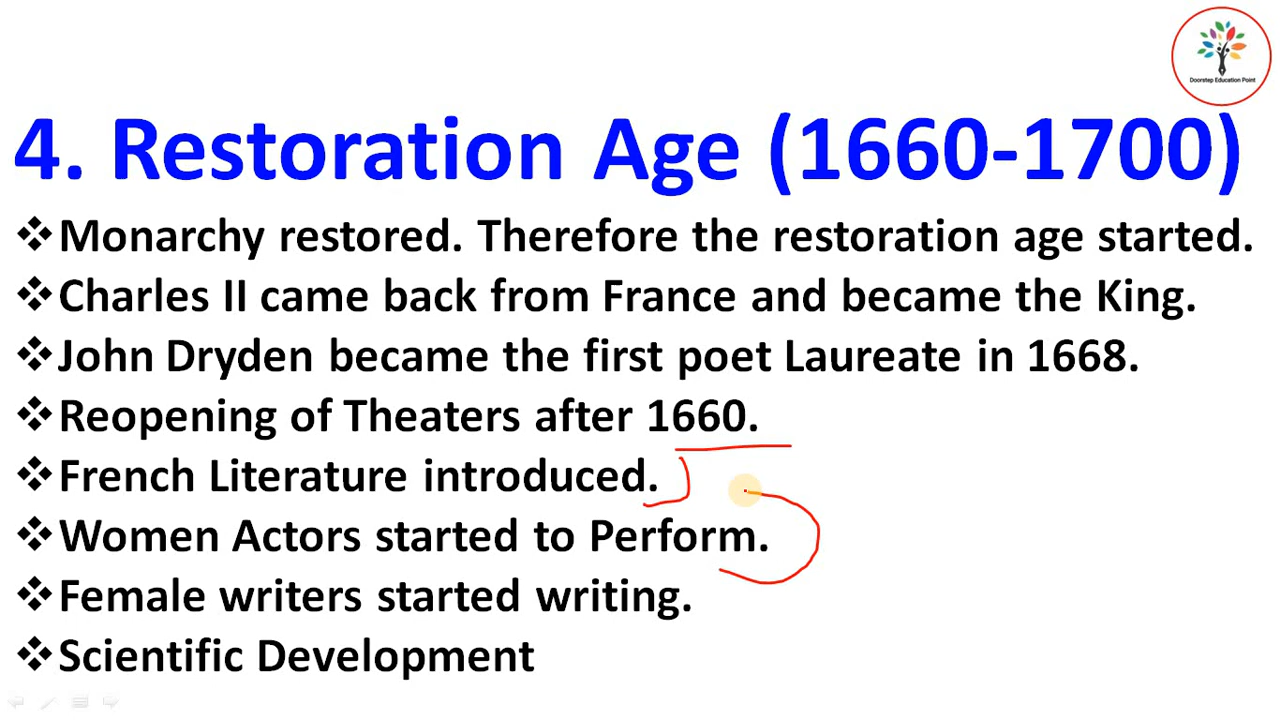 Doorstep Education Point
4. Restoration Age (1660-1700)
❖Monarchy restored. Therefore the restoration age started.
❖Charles II came back from France and became the King.
❖John Dryden became the first poet Laureate in 1668.
❖Reopening of Theaters after 1660.
❖French Literature introduced.
❖Women Actors started to Perform.
❖Female writers started writing.
❖Scientific Development